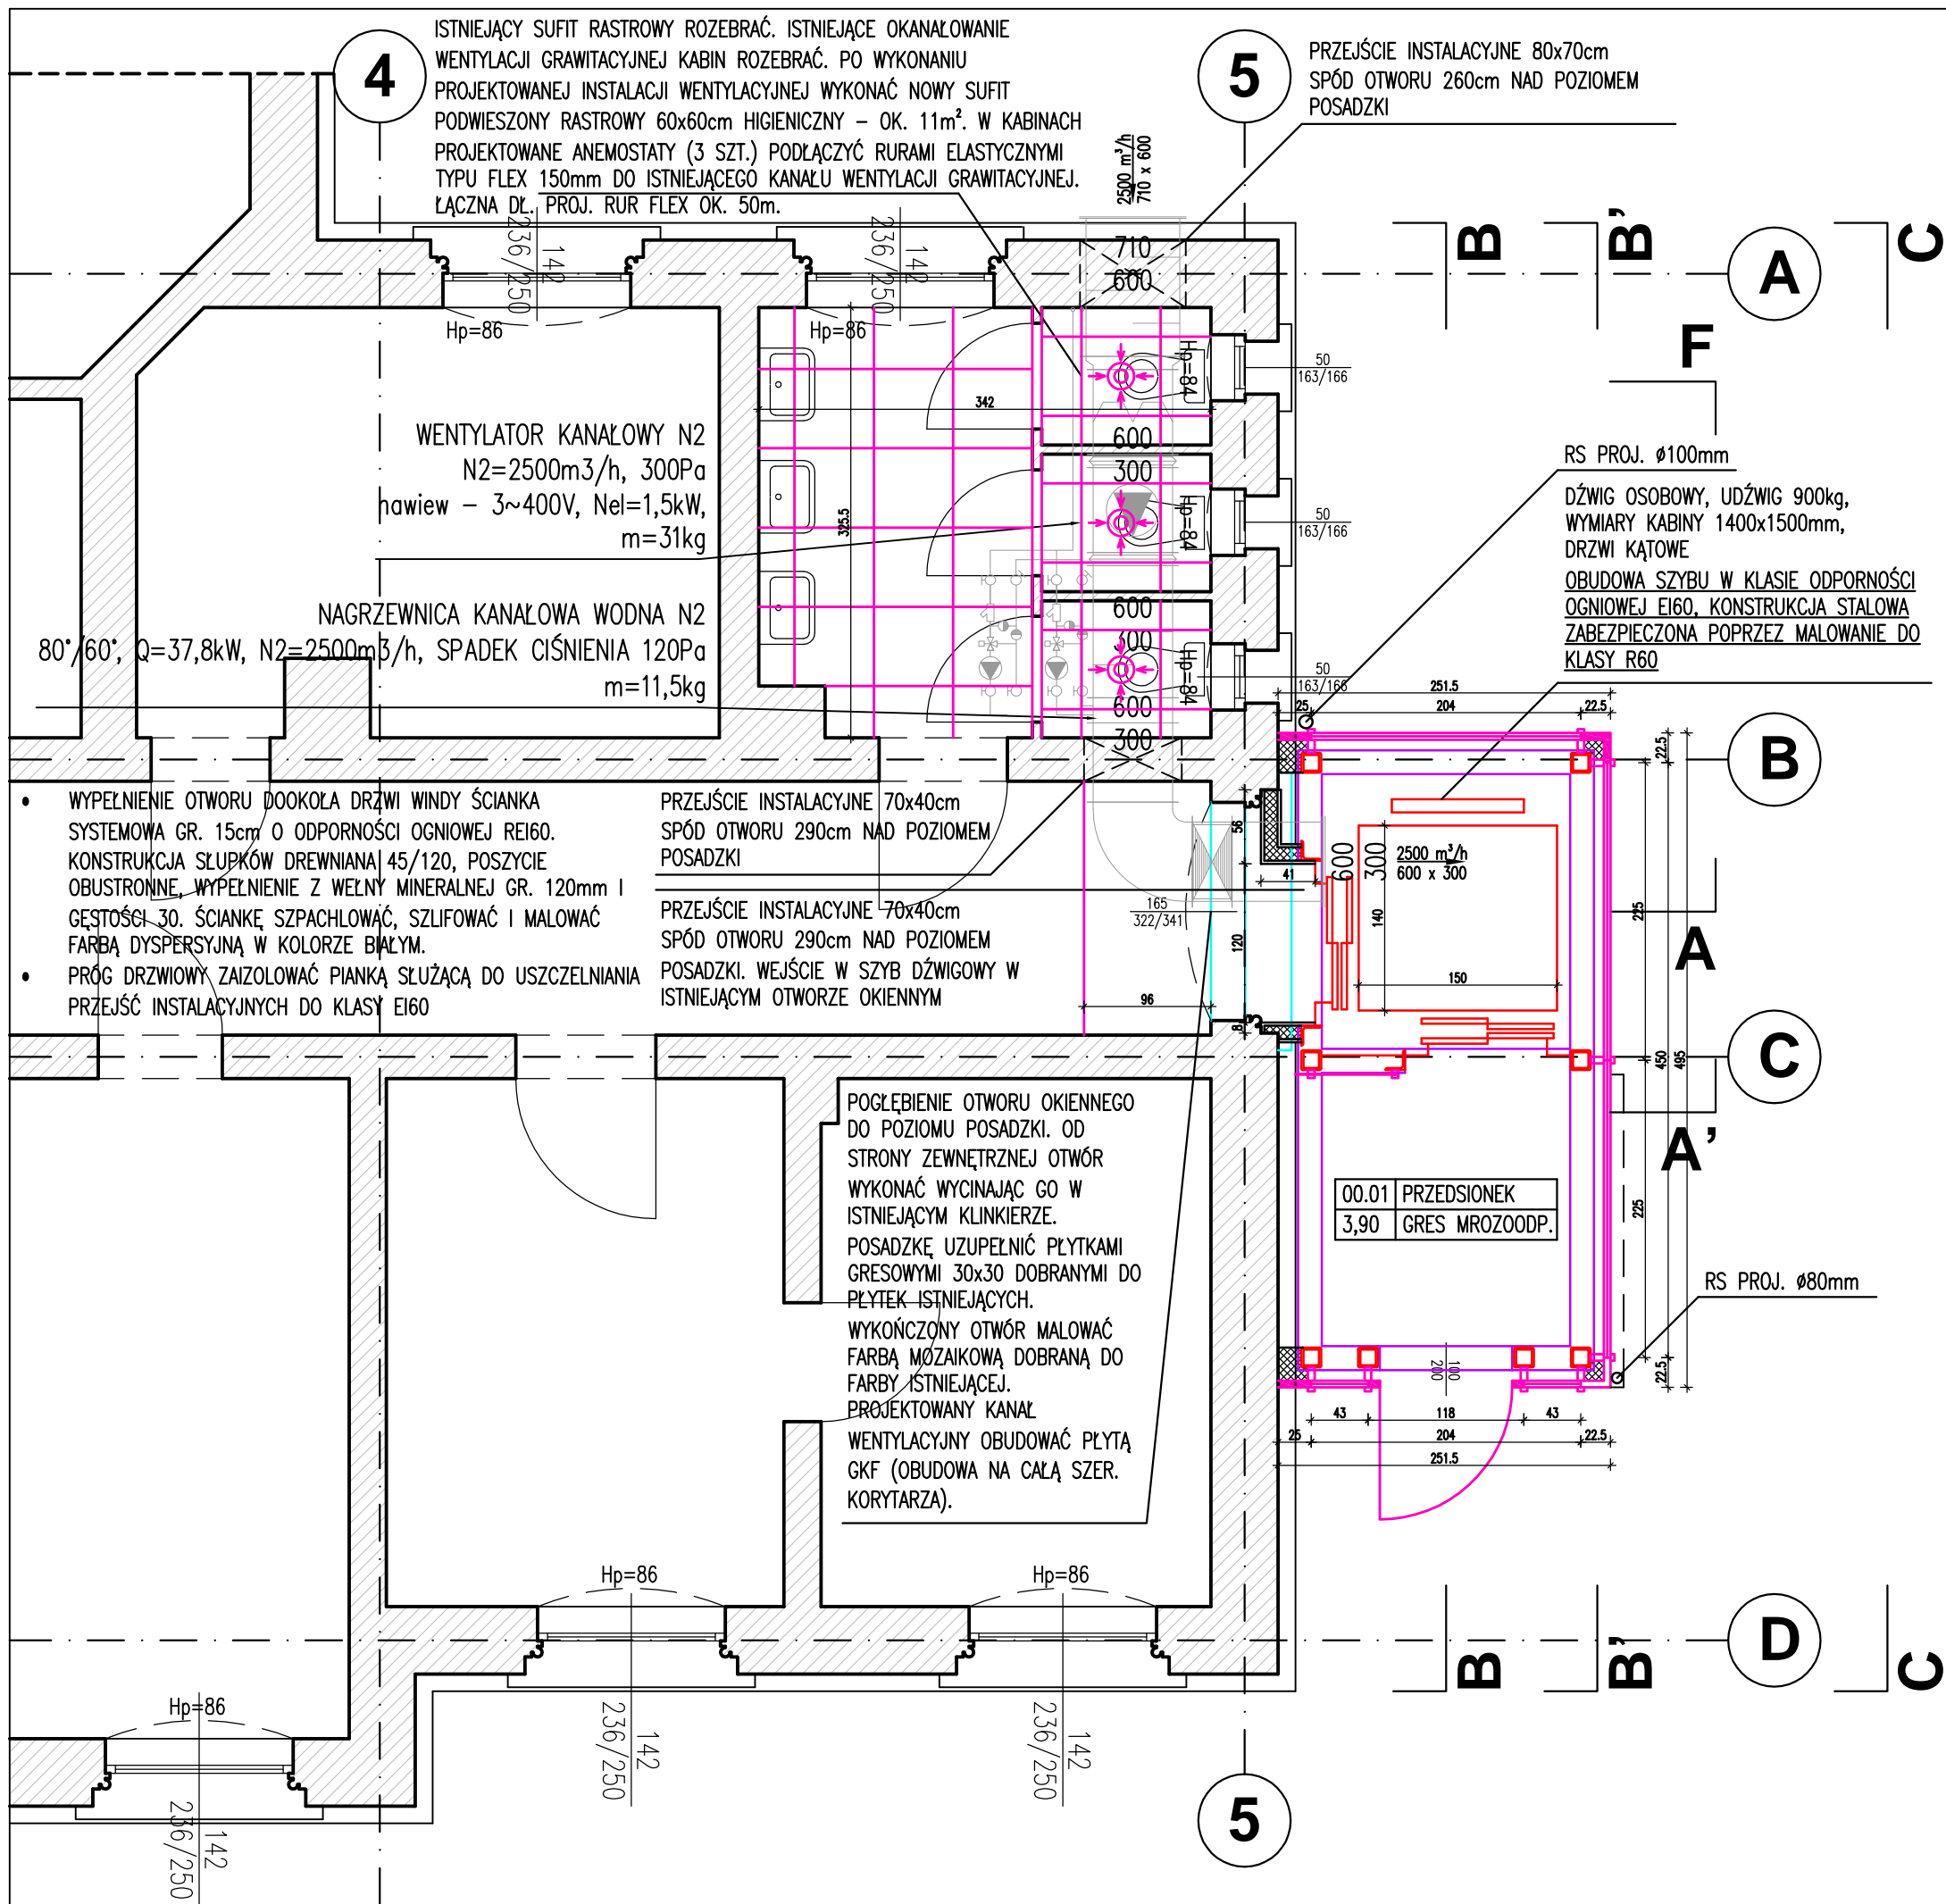 ISTNIEJĄCY SUFIT RASTROWY ROZEBRAĆ. ISTNIEJĄCE OKANAŁOWANIE
WENTYLACJI GRAWITACYJNEJ KABIN ROZEBRAĆ. PO WYKONANIU
PROJEKTOWANEJ INSTALACJI WENTYLACYJNEJ WYKONAĆ NOWY SUFIT
PODWIESZONY RASTROWY 60x60cm HIGIENICZNY – OK. 11m². W KABINACH
PROJEKTOWANE ANEMOSTATY (3 SZT.) PODŁĄCZYĆ RURAMI ELASTYCZNYMI
TYPU FLEX 150mm DO ISTNIEJĄCEGO KANAŁU WENTYLACJI GRAWITACYJNEJ.
ŁĄCZNA DŁ. PROJ. RUR FLEX OK. 50m.
4
5
PRZEJŚCIE INSTALACYJNE 80x70cm
SPÓD OTWORU 260cm NAD POZIOMEM
POSADZKI
2500 m³/h
710 x 600
B
B'
C
A
F
142
236/250
Hp=86
142
236/250
Hp=86
710
600
Hp=84
50
163/166
342
325.5
600
300
Hp=84
50
163/166
600
300
Hp=84
50
163/166
600
300
WENTYLATOR KANAŁOWY N2
N2=2500m3/h, 300Pa
nawiew – 3~400V, Nel=1,5kW,
m=31kg
NAGRZEWNICA KANAŁOWA WODNA N2
80°/60°, Q=37,8kW, N2=2500m3/h, SPADEK CIŚNIENIA 120Pa
m=11,5kg
RS PROJ. ø100mm
DŹWIG OSOBOWY, UDŹWIG 900kg,
WYMIARY KABINY 1400x1500mm,
DRZWI KĄTOWE
OBUDOWA SZYBU W KLASIE ODPORNOŚCI
OGNIOWEJ EI60, KONSTRUKCJA STALOWA
ZABEZPIECZONA POPRZEZ MALOWANIE DO
KLASY R60
251.5
25
204
22.5
B
22.5
• WYPEŁNIENIE OTWORU DOOKOŁA DRZWI WINDY ŚCIANKA
SYSTEMOWA GR. 15cm O ODPORNOŚCI OGNIOWEJ REI60.
KONSTRUKCJA SŁUPKÓW DREWNIANA 45/120, POSZYCIE
OBUSTRONNE, WYPEŁNIENIE Z WEŁNY MINERALNEJ GR. 120mm I
GĘSTOŚCI 30. ŚCIANKĘ SZPACHLOWAĆ, SZLIFOWAĆ I MALOWAĆ
FARBĄ DYSPERSYJNĄ W KOLORZE BIAŁYM.
• PRÓG DRZWIOWY ZAIZOLOWAĆ PIANKĄ SŁUŻĄCĄ DO USZCZELNIANIA
PRZEJŚĆ INSTALACYJNYCH DO KLASY EI60
PRZEJŚCIE INSTALACYJNE 70x40cm
SPÓD OTWORU 290cm NAD POZIOMEM
POSADZKI
PRZEJŚCIE INSTALACYJNE 70x40cm
SPÓD OTWORU 290cm NAD POZIOMEM
POSADZKI. WEJŚCIE W SZYB DŹWIGOWY W
ISTNIEJĄCYM OTWORZE OKIENNYM
56
41
165
322/341
120
96
8
600
300
2500 m³/h
600 x 300
140
150
225
A
450
495
C
A'
225
POGŁĘBIENIE OTWORU OKIENNEGO
DO POZIOMU POSADZKI. OD
STRONY ZEWNĘTRZNEJ OTWÓR
WYKONAĆ WYCINAJĄC GO W
ISTNIEJĄCYM KLINKIERZE.
POSADZKĘ UZUPEŁNIĆ PŁYTKAMI
GRESOWYMI 30x30 DOBRANYMI DO
PŁYTEK ISTNIEJĄCYCH.
WYKOŃCZONY OTWÓR MALOWAĆ
FARBĄ MOZAIKOWĄ DOBRANĄ DO
FARBY ISTNIEJĄCEJ.
PROJEKTOWANY KANAŁ
WENTYLACYJNY OBUDOWAĆ PŁYTĄ
GKF (OBUDOWA NA CAŁĄ SZER.
KORYTARZA).
00.01 PRZEDSIONEK
3,90 GRES MROZOODP.
RS PROJ. ø80mm
100
200
22.5
43
118
43
25
204
22.5
251.5
Hp=86
142
236/250
Hp=86
142
236/250
Hp=86
142
236/250
B
B'
D
C
5